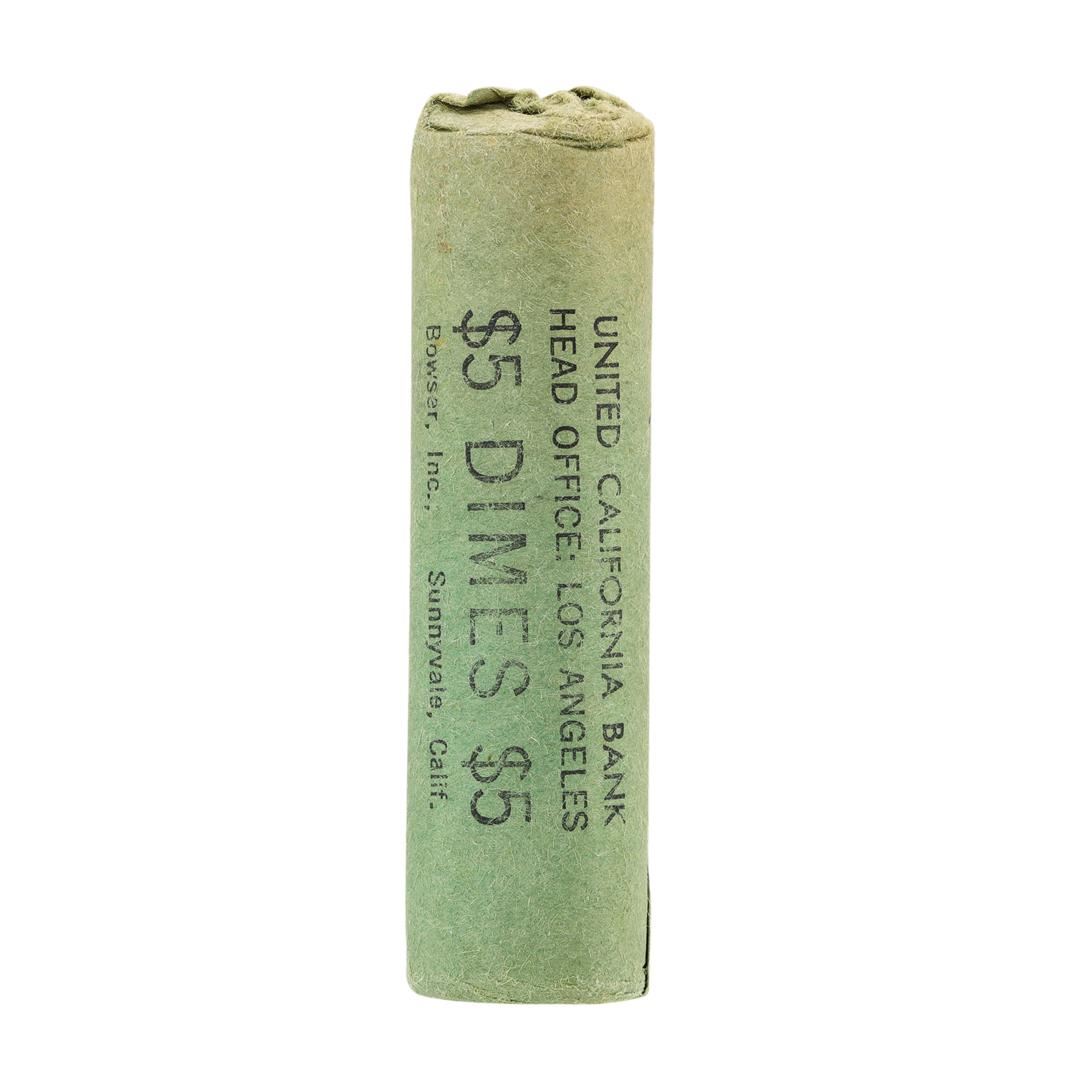 UNITED CALIFORNIA BANK
HEAD OFFICE: LOS ANGELES
$5 DIMES $5
Bowser, Inc., Sunnyvale, Calif.